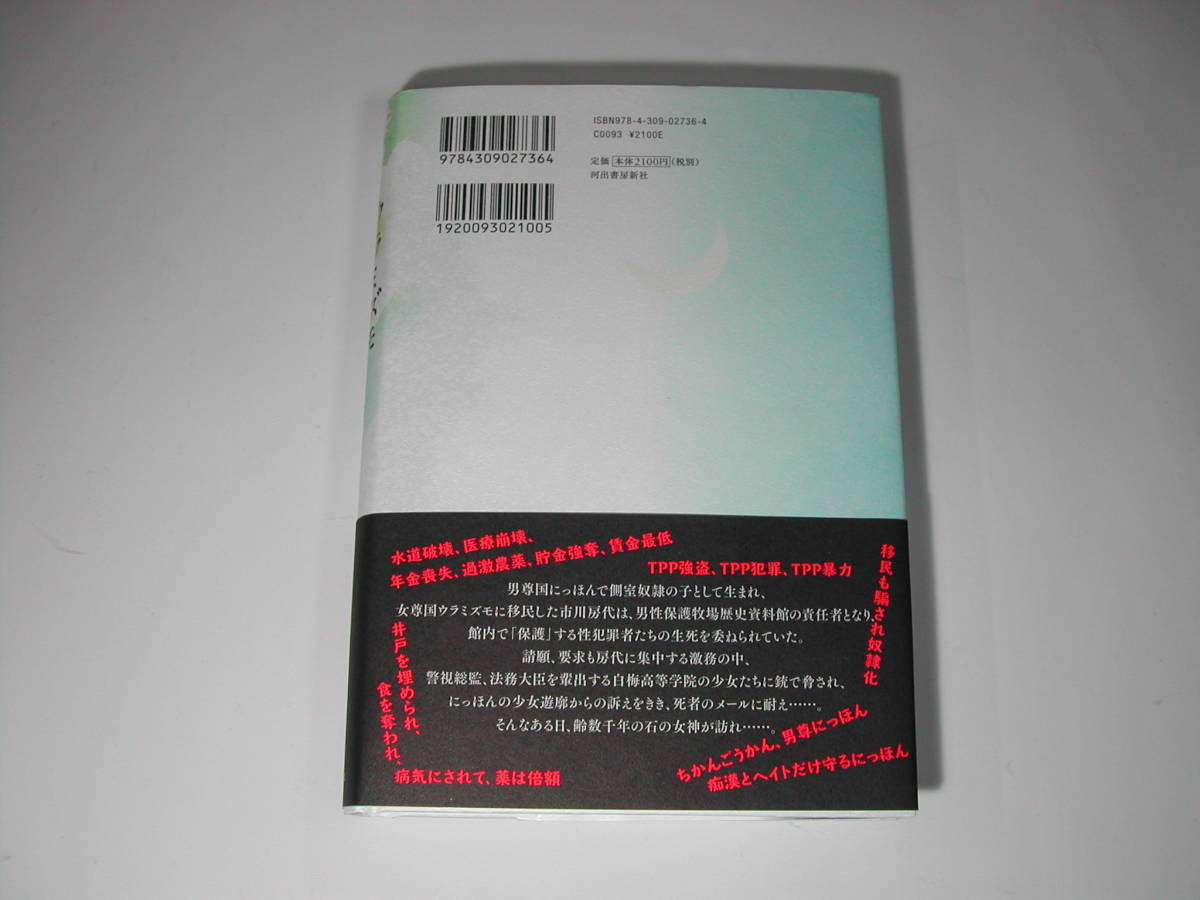 ISBN978-4-309-02736-4
C0093 ¥2100E
定価 本体2100円(税別)
河出書房新社
9784309027364
1920093021005
水道破壊、医療崩壊、
年金喪失、過激農薬、貯金強奪、賃金最低
TPP強盗、TPP犯罪、TPP暴力
移民も騙され奴隷化
男尊国にっほんで側室奴隷の子として生まれ、
女尊国ウラミズモに移民した市川房代は、男性保護牧場歴史資料館の責任者となり、
館内で「保護」する性犯罪者たちの生死を委ねられていた。
請願、要求も房代に集中する激務の中、
警視総監、法務大臣を輩出する白梅高等学院の少女たちに銃で脅され、
にっほんの少女遊廓からの訴えをきき、死者のメールに耐え……。
そんなある日、齢数千年の石の女神が訪れ……。
井戸を埋められ、
食を奪われ、
病気にされて、薬は倍額
ちかんごうかん、男尊にっほん
痴漢とヘイトだけ守るにっほん